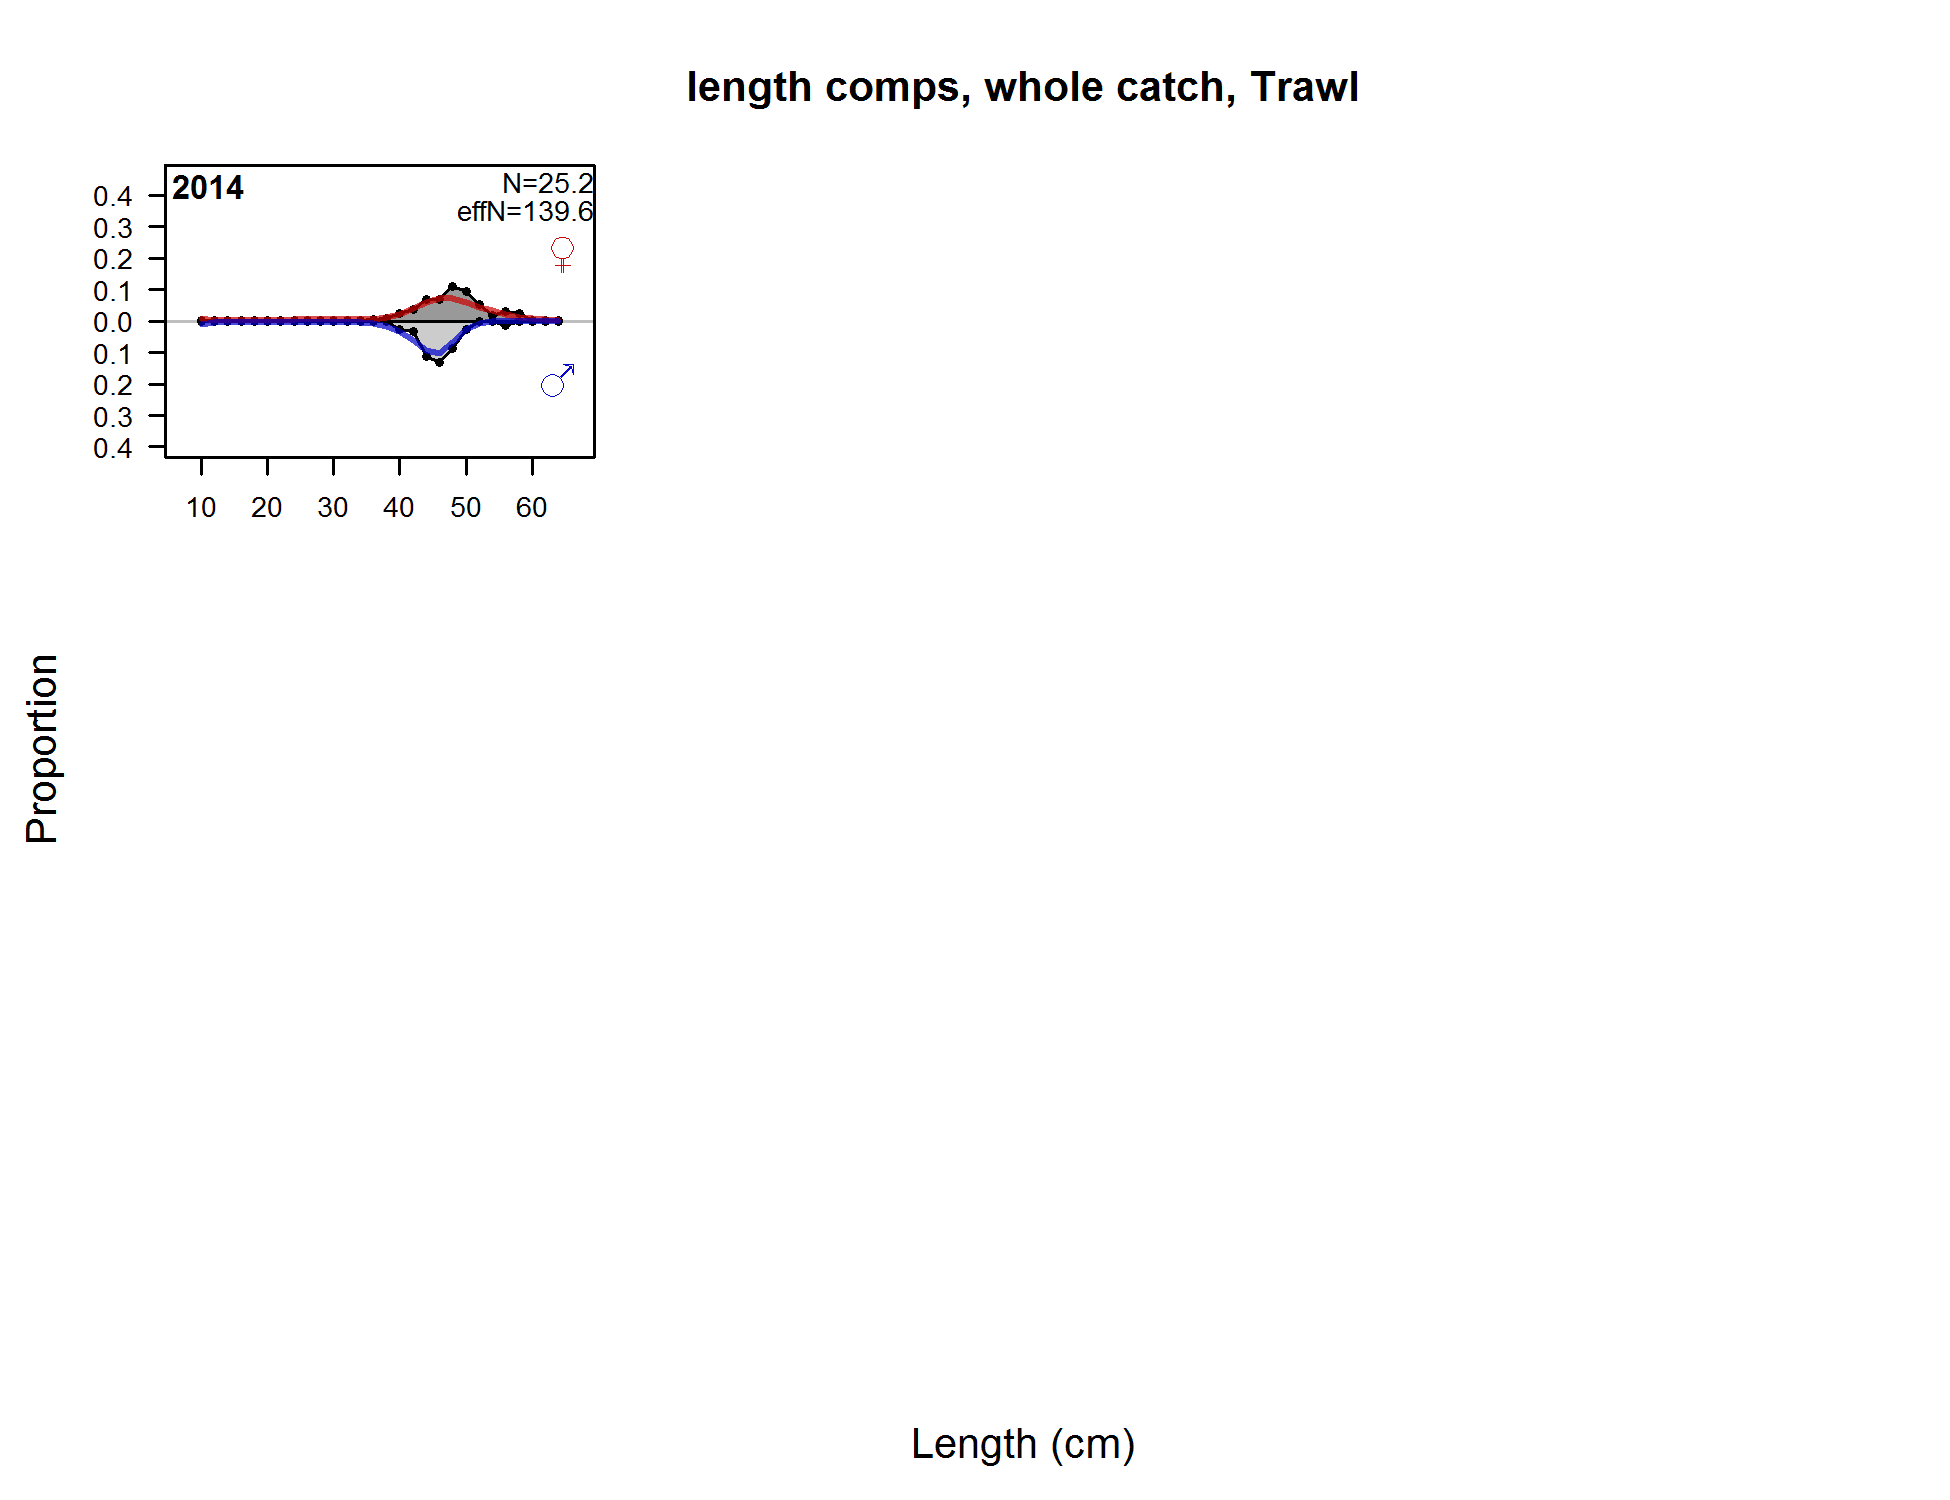 length comps, whole catch, Trawl
2014
N=25.2
effN=139.6
♀
♂
0.4
0.3
0.2
0.1
0.0
0.1
0.2
0.3
0.4
10 20 30 40 50 60
Proportion
Length (cm)